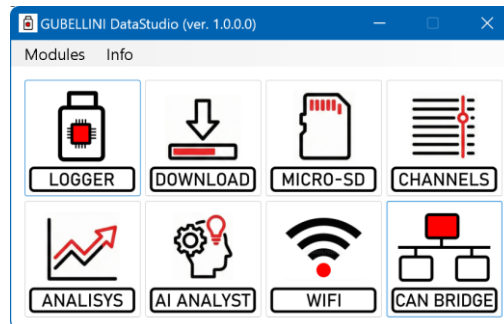 GUBELLINI DataStudio (ver. 1.0.0.0)
Modules Info
LOGGER DOWNLOAD MICRO-SD CHANNELS
ANALISYS AI ANALYST WIFI CAN BRIDGE